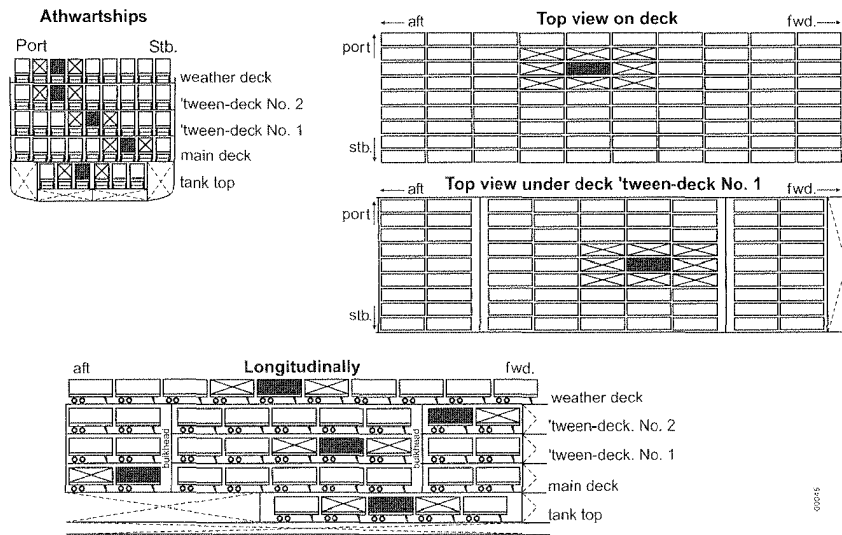 Athwartships
Port Stb.
weather deck
'tween-deck No. 2
'tween-deck No. 1
main deck
tank top
Top view on deck
aft fwd.
port
stb.
Top view under deck 'tween-deck No. 1
aft fwd.
port
stb.
Longitudinally
aft fwd.
weather deck
'tween-deck. No. 2
'tween-deck. No. 1
main deck
tank top
bulkhead
bulkhead